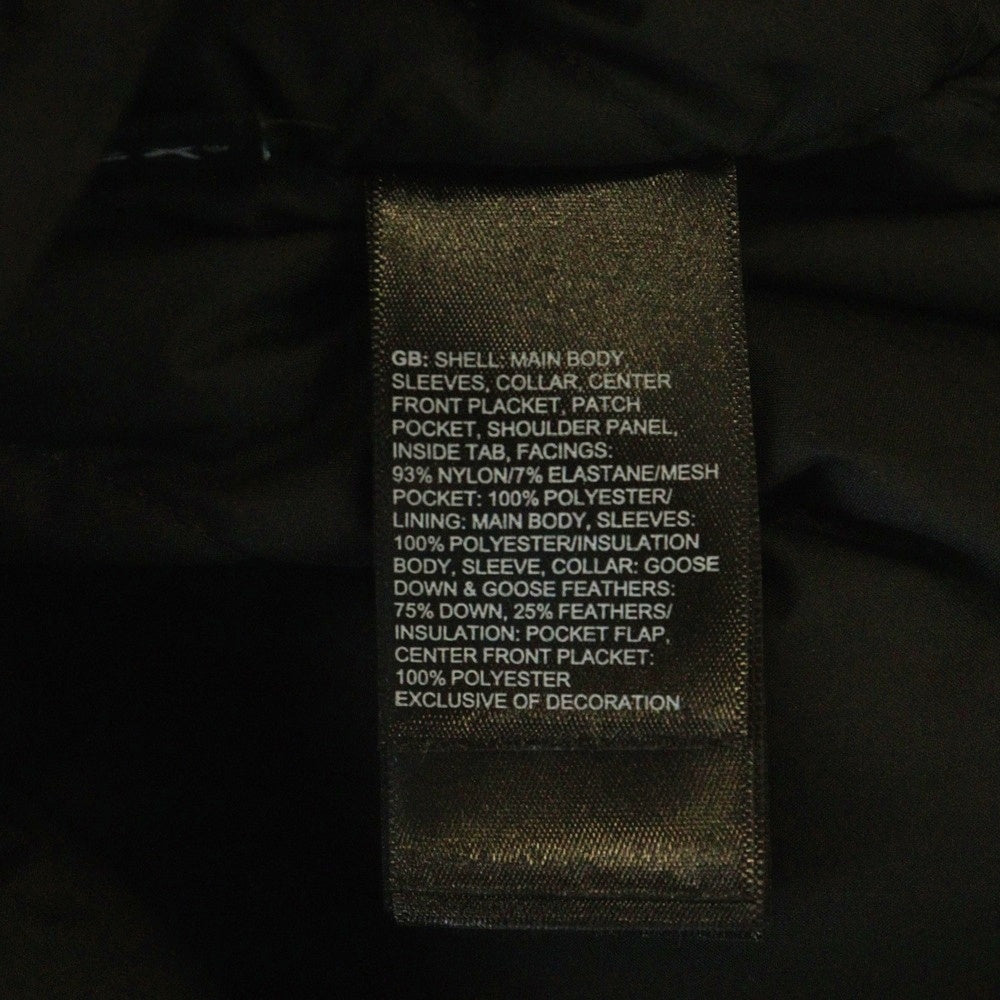 GB: SHELL: MAIN BODY
SLEEVES, COLLAR, CENTER
FRONT PLACKET, PATCH
POCKET, SHOULDER PANEL,
INSIDE TAB, FACINGS:
93% NYLON/7% ELASTANE/MESH
POCKET: 100% POLYESTER/
LINING: MAIN BODY, SLEEVES:
100% POLYESTER/INSULATION
BODY, SLEEVE, COLLAR: GOOSE
DOWN & GOOSE FEATHERS:
75% DOWN, 25% FEATHERS/
INSULATION: POCKET FLAP,
CENTER FRONT PLACKET:
100% POLYESTER
EXCLUSIVE OF DECORATION